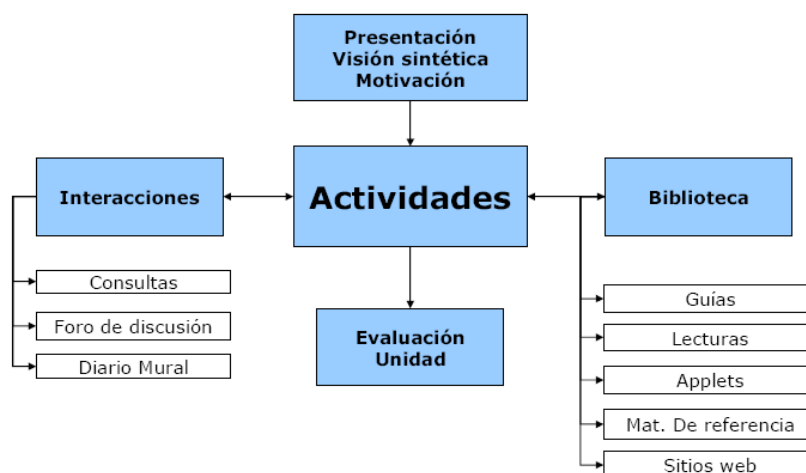 Presentación
Visión sintética
Motivación
Interacciones
Actividades
Biblioteca
Consultas
Foro de discusión
Diario Mural
Evaluación
Unidad
Guías
Lecturas
Applets
Mat. De referencia
Sitios web